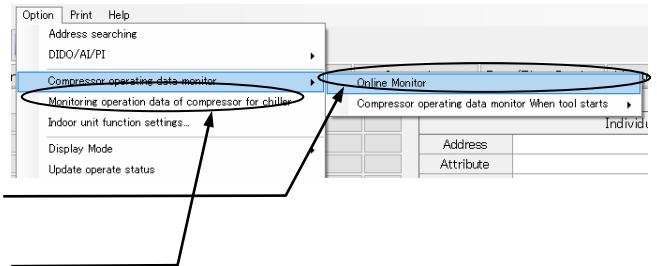 Option Print Help
Address searching
DIDO/AI/PI
Compressor operating data monitor
Online Monitor
Monitoring operation data of compressor for chiller
Compressor operating data monitor When tool starts
Indoor unit function settings...
Individu
Display Mode
Address
Update operate status
Attribute